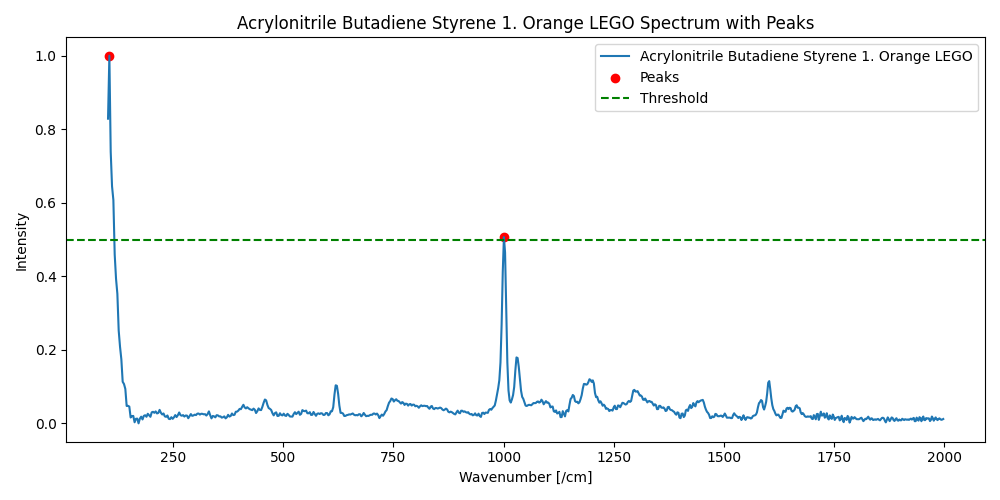 Acrylonitrile Butadiene Styrene 1. Orange LEGO Spectrum with Peaks
Acrylonitrile Butadiene Styrene 1. Orange LEGO
Peaks
Threshold
Intensity
1.0
0.8
0.6
0.4
0.2
0.0
250
500
750
1000
1250
1500
1750
2000
Wavenumber [/cm]